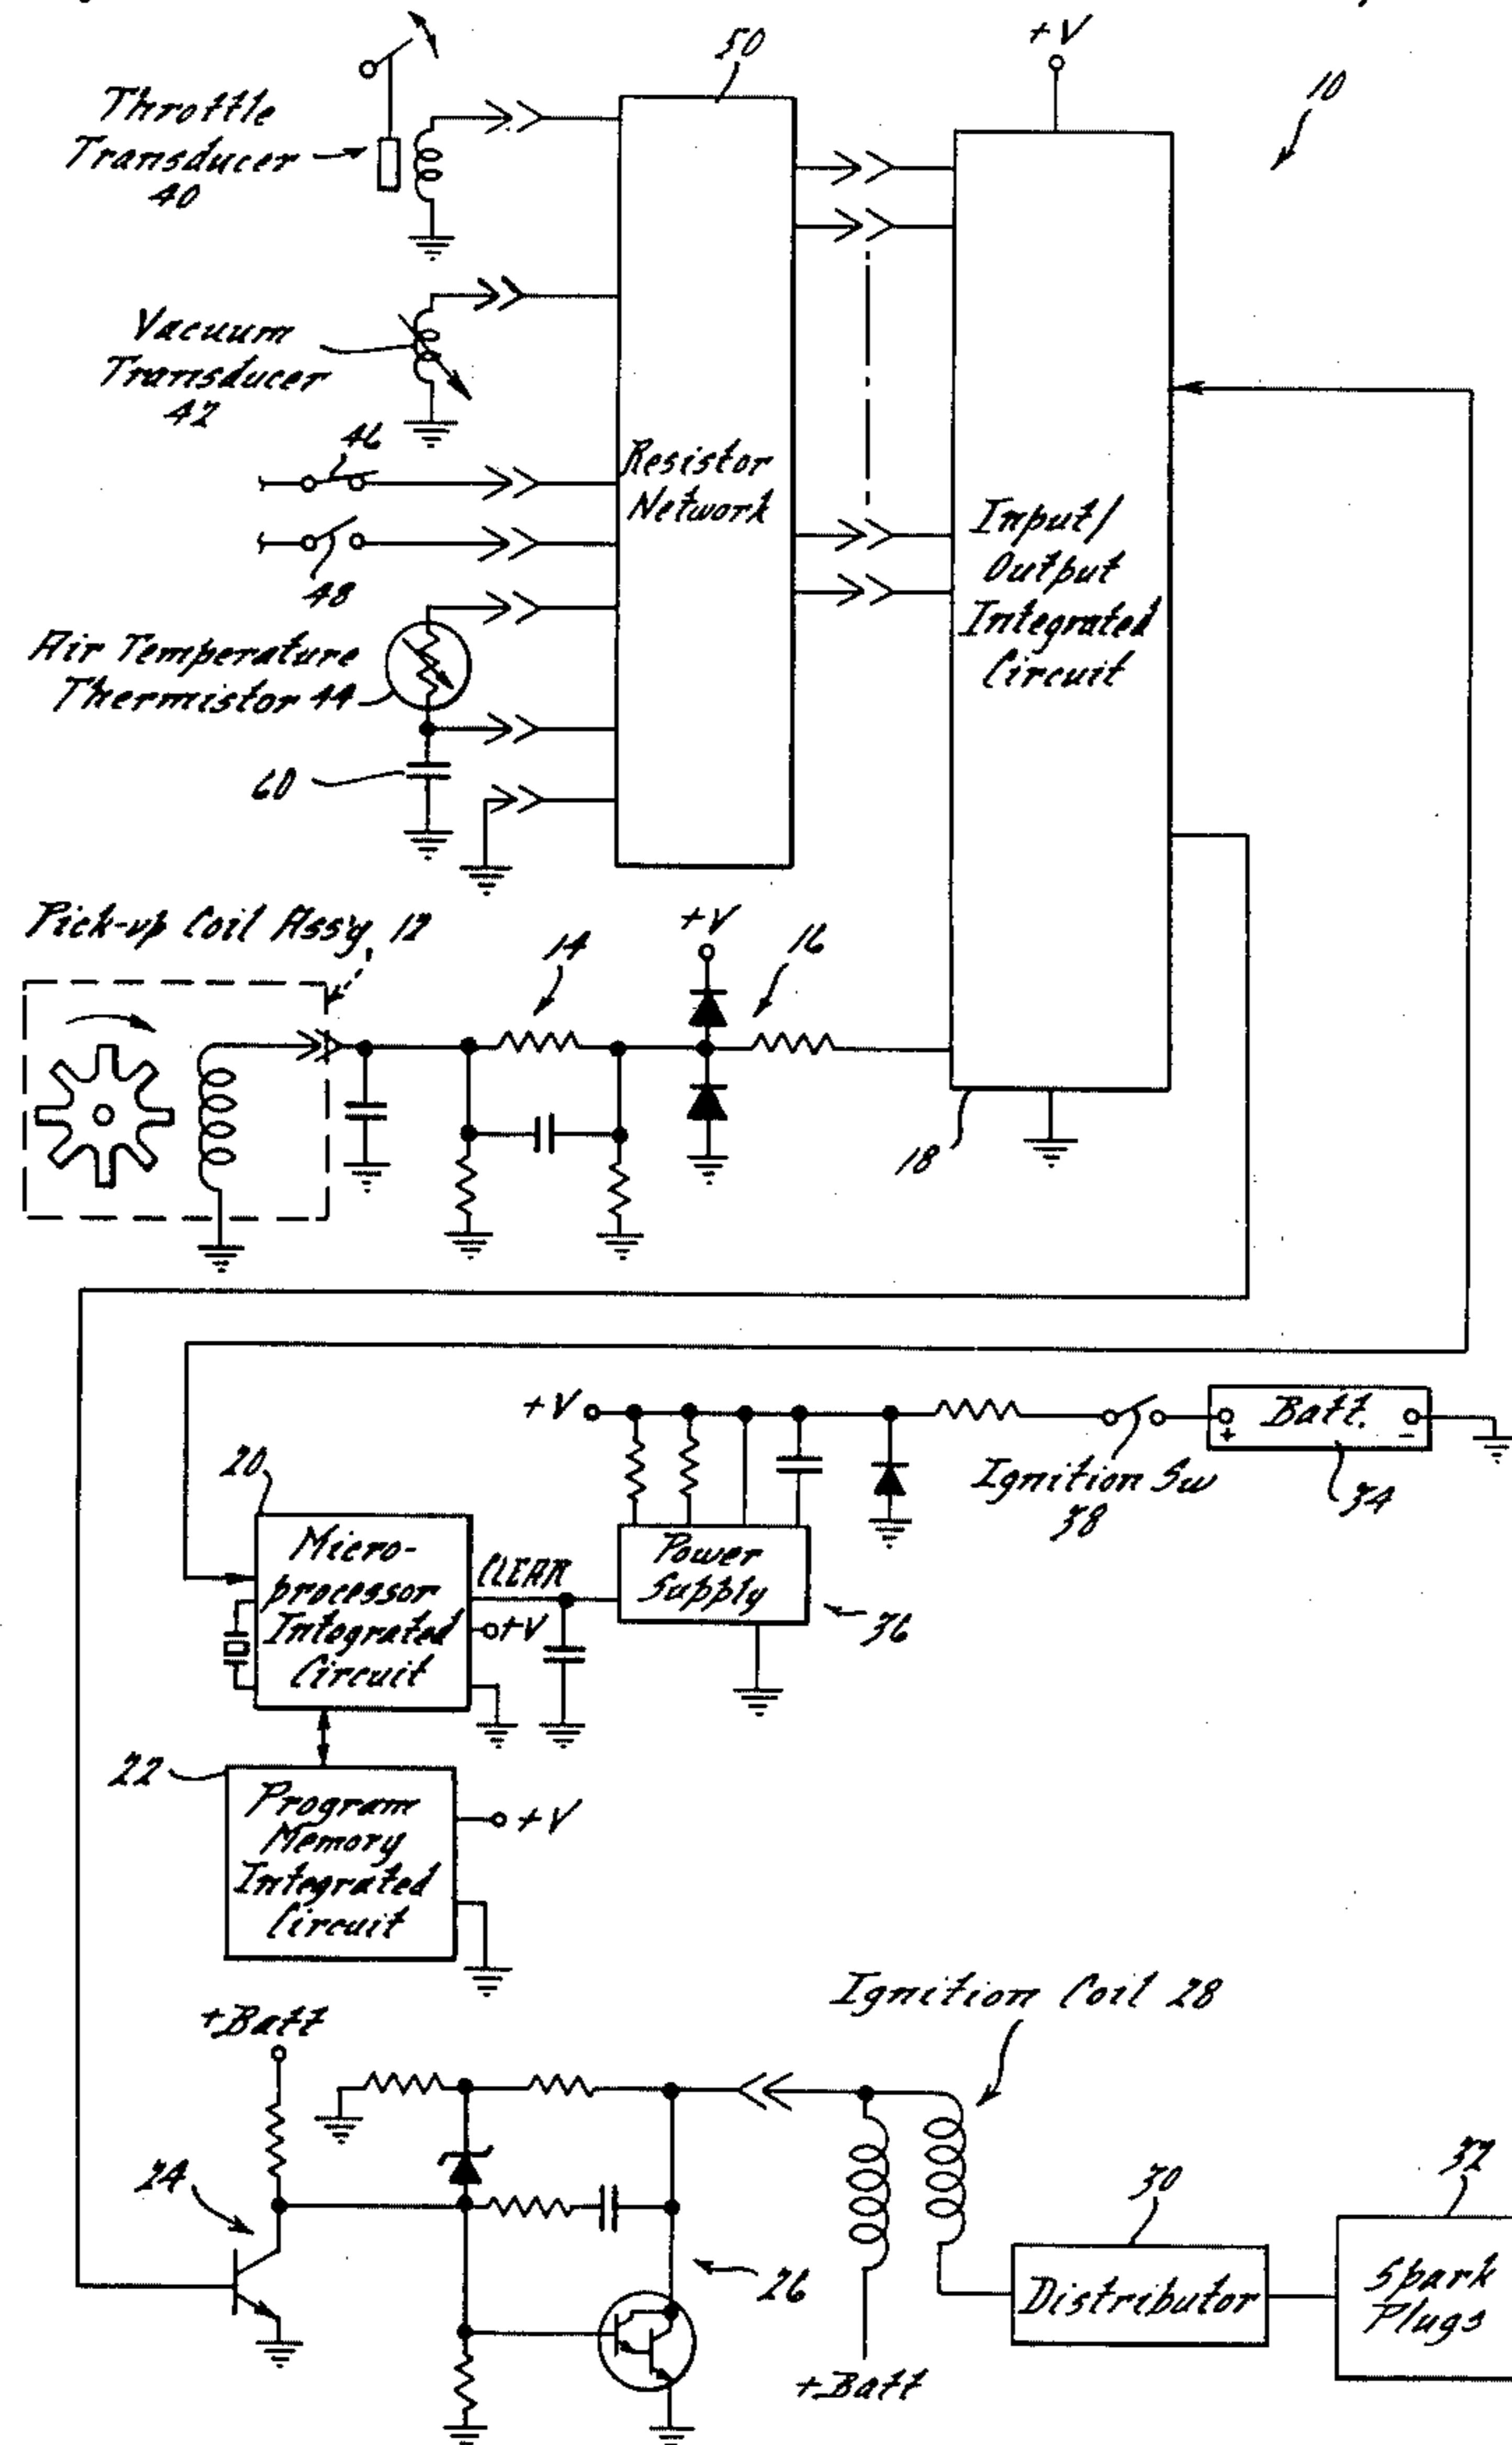 50
+V
10
Throttle
Transducer
40
Vacuum
Transducer
42
46
48
Resistor
Network
Input/
Output
Integrated
Circuit
Air Temperature
Thermistor 44
60
Pick-up Coil Ass'y 12
14
+V
16
18
+V
Batt.
+
-
Ignition Sw
38
34
20
Micro-
processor
Integrated
Circuit
CLEAR
+V
Power
Supply
36
22
Program
Memory
Integrated
Circuit
+V
+Batt
Ignition Coil 28
24
26
30
32
Distributor
Spark
Plugs
+Batt